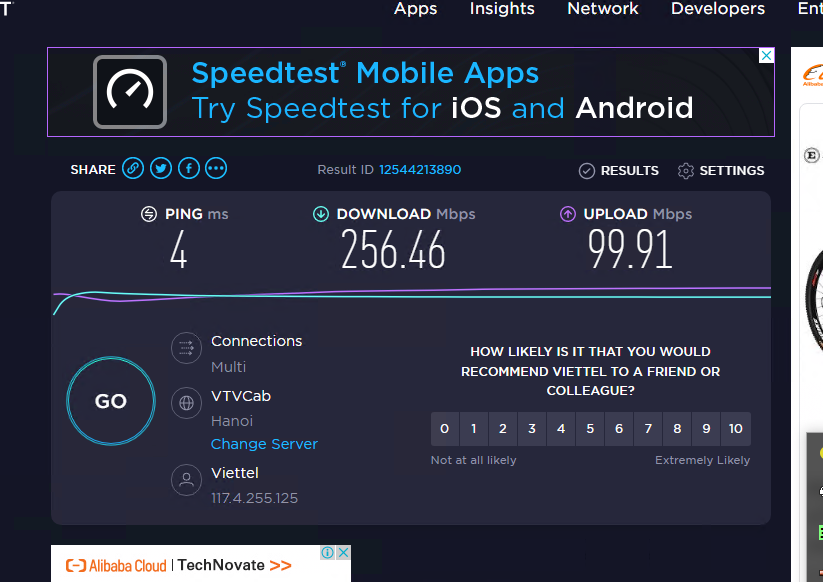 T
Apps Insights Network Developers Ent
Speedtest® Mobile Apps
Try Speedtest for iOS and Android
SHARE Result ID 12544213890 RESULTS SETTINGS
PING ms DOWNLOAD Mbps UPLOAD Mbps
4 256.46 99.91
Connections
Multi
VTVCab
Hanoi
Change Server
Viettel
117.4.255.125
GO
HOW LIKELY IS IT THAT YOU WOULD
RECOMMEND VIETTEL TO A FRIEND OR
COLLEAGUE?
0 1 2 3 4 5 6 7 8 9 10
Not at all likely Extremely Likely
Alibaba Cloud | TechNovate >>